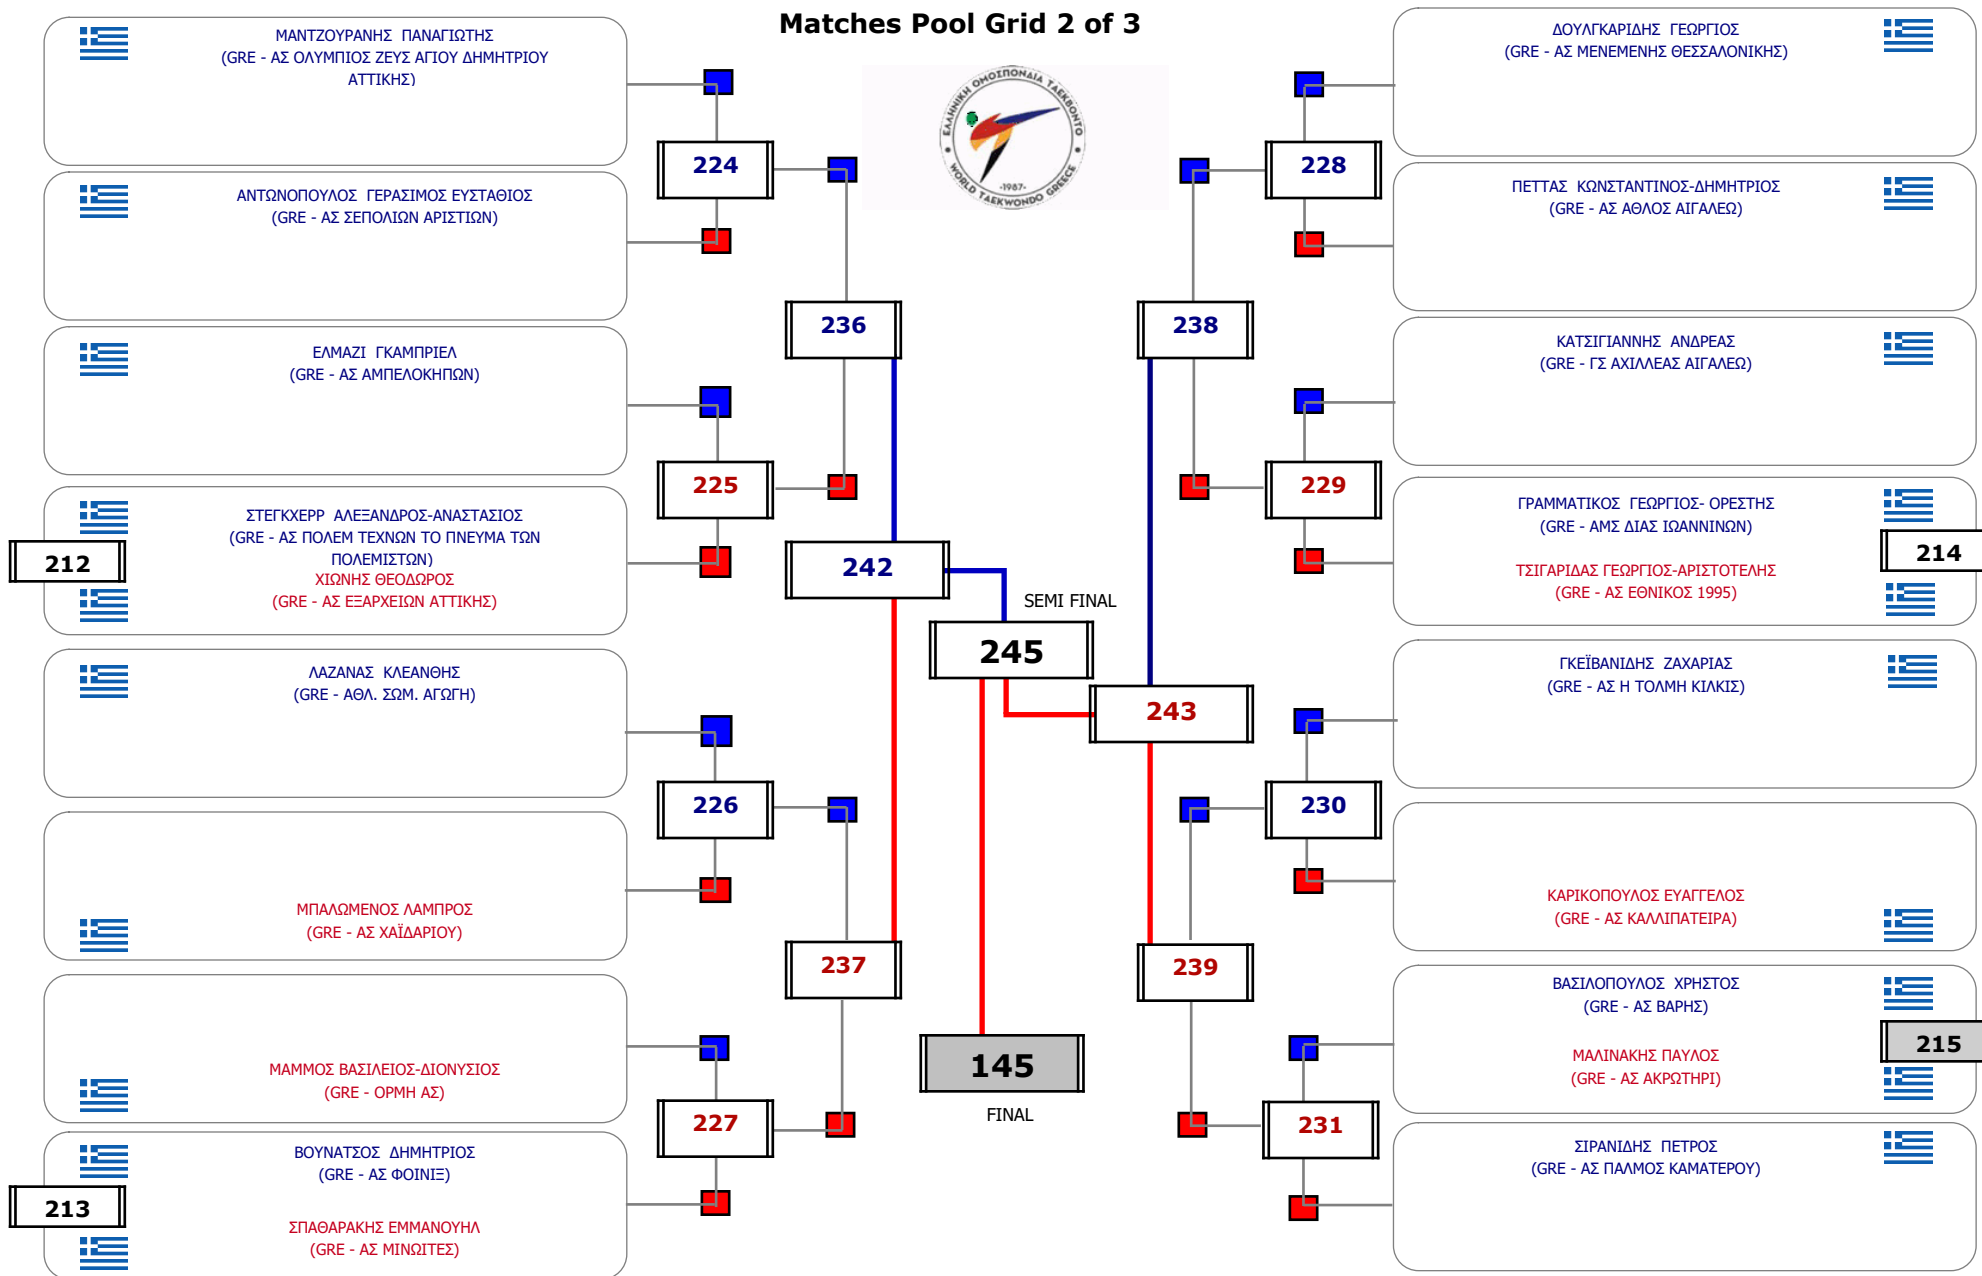 Matches Pool Grid 2 of 3
ΜΑΝΤΖΟΥΡΑΝΗΣ ΠΑΝΑΓΙΩΤΗΣ
(GRE - ΑΣ ΟΛΥΜΠΙΟΣ ΖΕΥΣ ΑΓΙΟΥ ΔΗΜΗΤΡΙΟΥ
ΑΤΤΙΚΗΣ)
ΑΝΤΩΝΟΠΟΥΛΟΣ ΓΕΡΑΣΙΜΟΣ ΕΥΣΤΑΘΙΟΣ
(GRE - ΑΣ ΣΕΠΟΛΙΩΝ ΑΡΙΣΤΙΩΝ)
ΕΛΜΑΖΙ ΓΚΑΜΠΡΙΕΛ
(GRE - ΑΣ ΑΜΠΕΛΟΚΗΠΩΝ)
212
ΣΤΕΓΚΧΕΡΡ ΑΛΕΞΑΝΔΡΟΣ-ΑΝΑΣΤΑΣΙΟΣ
(GRE - ΑΣ ΠΟΛΕΜ ΤΕΧΝΩΝ ΤΟ ΠΝΕΥΜΑ ΤΩΝ
ΠΟΛΕΜΙΣΤΩΝ)
ΧΙΩΝΗΣ ΘΕΟΔΩΡΟΣ
(GRE - ΑΣ ΕΞΑΡΧΕΙΩΝ ΑΤΤΙΚΗΣ)
ΛΑΖΑΝΑΣ ΚΛΕΑΝΘΗΣ
(GRE - ΑΘΛ. ΣΩΜ. ΑΓΩΓΗ)
ΜΠΑΛΩΜΕΝΟΣ ΛΑΜΠΡΟΣ
(GRE - ΑΣ ΧΑΪΔΑΡΙΟΥ)
ΜΑΜΜΟΣ ΒΑΣΙΛΕΙΟΣ-ΔΙΟΝΥΣΙΟΣ
(GRE - ΟΡΜΗ ΑΣ)
213
ΒΟΥΝΑΤΣΟΣ ΔΗΜΗΤΡΙΟΣ
(GRE - ΑΣ ΦΟΙΝΙΞ)
ΣΠΑΘΑΡΑΚΗΣ ΕΜΜΑΝΟΥΗΛ
(GRE - ΑΣ ΜΙΝΩΙΤΕΣ)
224
225
226
227
236
237
242
SEMI FINAL
245
243
145
FINAL
ΕΛΛΗΝΙΚΗ ΟΜΟΣΠΟΝΔΙΑ ΤΑΕΚΒΟΝΤΟ
-1987-
WORLD TAEKWONDO GREECE
238
239
228
229
230
231
ΔΟΥΛΓΚΑΡΙΔΗΣ ΓΕΩΡΓΙΟΣ
(GRE - ΑΣ ΜΕΝΕΜΕΝΗΣ ΘΕΣΣΑΛΟΝΙΚΗΣ)
ΠΕΤΤΑΣ ΚΩΝΣΤΑΝΤΙΝΟΣ-ΔΗΜΗΤΡΙΟΣ
(GRE - ΑΣ ΑΘΛΟΣ ΑΙΓΑΛΕΩ)
ΚΑΤΣΙΓΙΑΝΝΗΣ ΑΝΔΡΕΑΣ
(GRE - ΓΣ ΑΧΙΛΛΕΑΣ ΑΙΓΑΛΕΩ)
ΓΡΑΜΜΑΤΙΚΟΣ ΓΕΩΡΓΙΟΣ- ΟΡΕΣΤΗΣ
(GRE - ΑΜΣ ΔΙΑΣ ΙΩΑΝΝΙΝΩΝ)
214
ΤΣΙΓΑΡΙΔΑΣ ΓΕΩΡΓΙΟΣ-ΑΡΙΣΤΟΤΕΛΗΣ
(GRE - ΑΣ ΕΘΝΙΚΟΣ 1995)
ΓΚΕΪΒΑΝΙΔΗΣ ΖΑΧΑΡΙΑΣ
(GRE - ΑΣ Η ΤΟΛΜΗ ΚΙΛΚΙΣ)
ΚΑΡΙΚΟΠΟΥΛΟΣ ΕΥΑΓΓΕΛΟΣ
(GRE - ΑΣ ΚΑΛΛΙΠΑΤΕΙΡΑ)
ΒΑΣΙΛΟΠΟΥΛΟΣ ΧΡΗΣΤΟΣ
(GRE - ΑΣ ΒΑΡΗΣ)
215
ΜΑΛΙΝΑΚΗΣ ΠΑΥΛΟΣ
(GRE - ΑΣ ΑΚΡΩΤΗΡΙ)
ΣΙΡΑΝΙΔΗΣ ΠΕΤΡΟΣ
(GRE - ΑΣ ΠΑΛΜΟΣ ΚΑΜΑΤΕΡΟΥ)